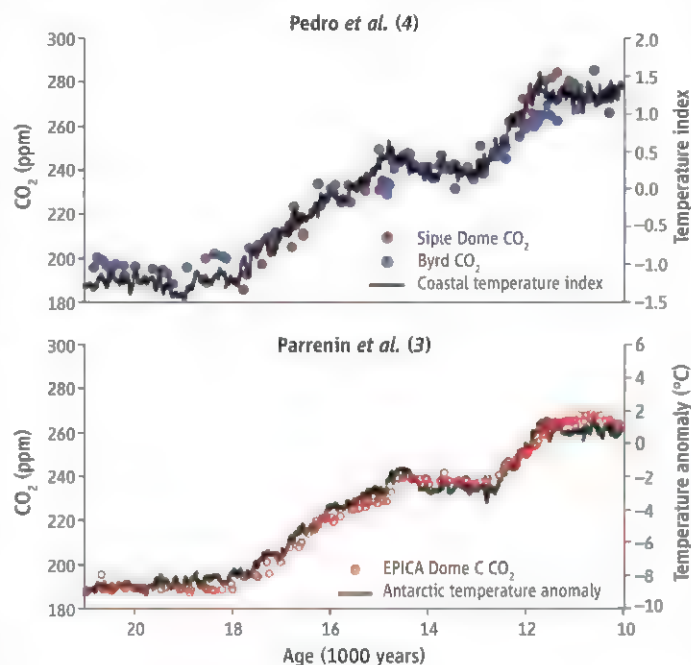 Pedro et al. (4)
300
280
260
240
220
200
180
CO2 (ppm)
2.0
1.5
1.0
0.5
0.0
−0.5
−1.0
−1.5
Temperature index
Siple Dome CO2
Byrd CO2
Coastal temperature index
Parrenin et al. (3)
300
280
260
240
220
200
180
CO2 (ppm)
6
4
2
0
−2
−4
−6
−8
−10
Temperature anomaly (°C)
EPICA Dome C CO2
Antarctic temperature anomaly
20 18 16 14 12 10
Age (1000 years)